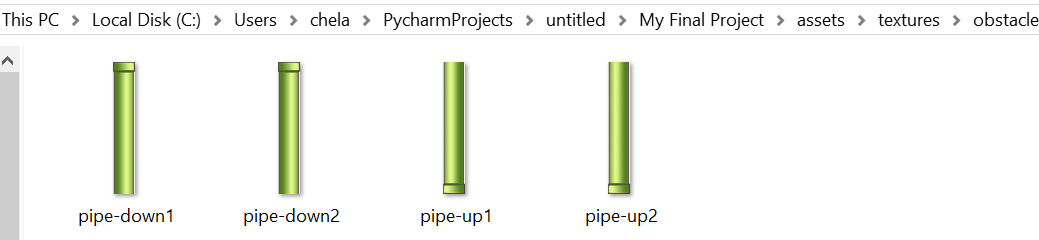 This PC > Local Disk (C:) > Users > chela > PycharmProjects > untitled > My Final Project > assets > textures > obstacle
pipe-down1 pipe-down2 pipe-up1 pipe-up2